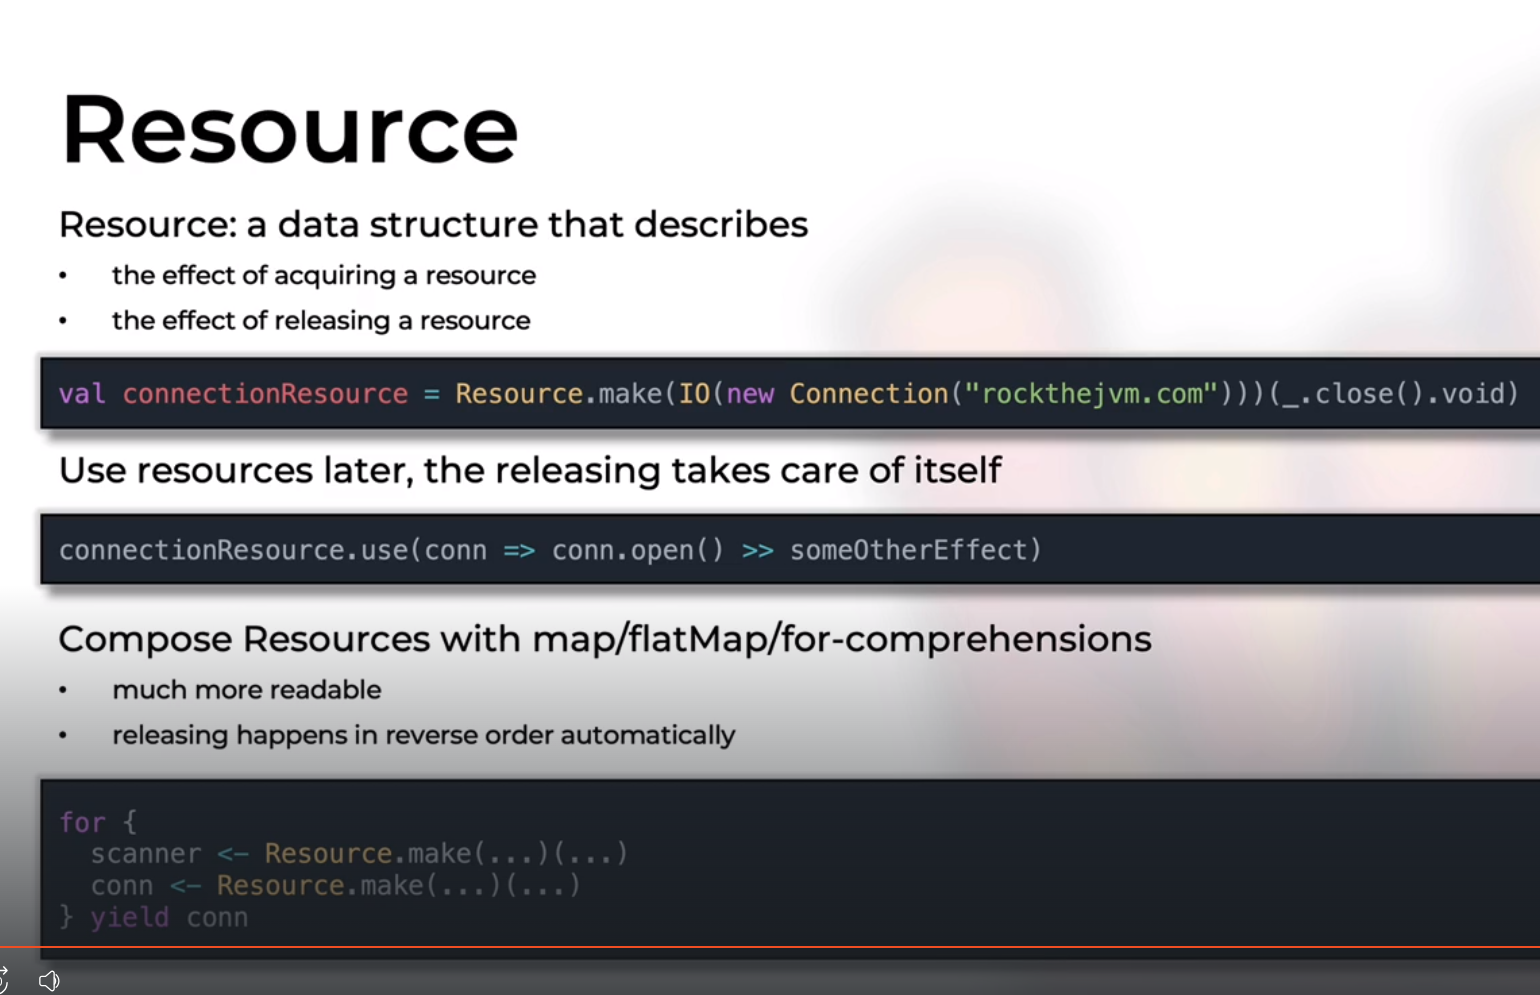 Resource
Resource: a data structure that describes
• the effect of acquiring a resource
• the effect of releasing a resource
val connectionResource = Resource.make(IO(new Connection("rockthejvm.com")))(_.close().void)
Use resources later, the releasing takes care of itself
connectionResource.use(conn => conn.open() >> someOtherEffect)
Compose Resources with map/flatMap/for-comprehensions
• much more readable
• releasing happens in reverse order automatically
for {
  scanner <- Resource.make(...)(...)
  conn <- Resource.make(...)(...)
} yield conn